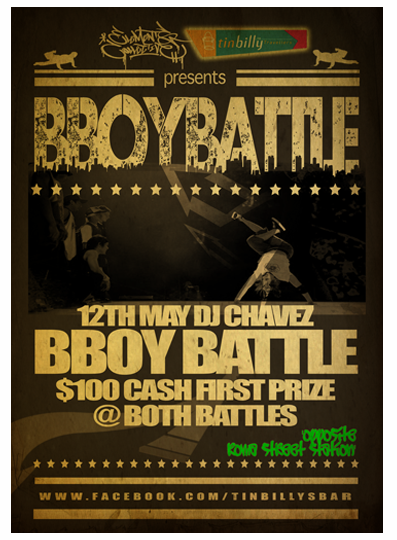 tinbilly
presents
BBOYBATTLE
12TH MAY DJ CHAVEZ
BBOY BATTLE
$100 CASH FIRST PRIZE
@ BOTH BATTLES
opposite
Roma street station
WWW.FACEBOOK.COM/TINBILLYSBAR